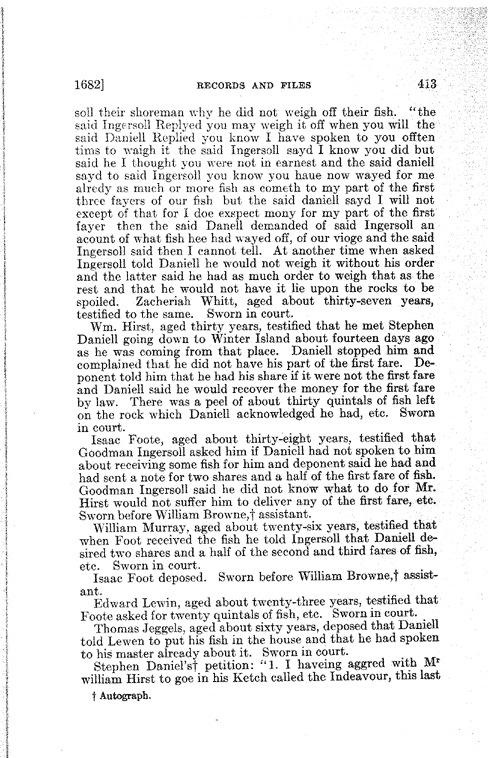 1682] RECORDS AND FILES 413
soll their shoreman why he did not weigh off their fish. "the
said Ingersoll Replyed you may weigh it off when you will the
said Daniell Replied you know I have spoken to you offten
tims to waigh it the said Ingersoll sayd I know you did but
said he I thought you were not in earnest and the said daniell
sayd to said Ingersoll you know you haue now wayed for me
alredy as much or more fish as cometh to my part of the first
three fayers of our fish but the said daniell sayd I will not
except of that for I doe exspect mony for my part of the first
fayer then the said Danell demanded of said Ingersoll an
acount of what fish hee had wayed off, of our vioge and the said
Ingersoll said then I cannot tell. At another time when asked
Ingersoll told Daniell he would not weigh it without his order
and the latter said he had as much order to weigh that as the
rest and that he would not have it lie upon the rocks to be
spoiled. Zacheriah Whitt, aged about thirty-seven years,
testified to the same. Sworn in court.
Wm. Hirst, aged thirty years, testified that he met Stephen
Daniell going down to Winter Island about fourteen days ago
as he was coming from that place. Daniell stopped him and
complained that he did not have his part of the first fare. De-
ponent told him that he had his share if it were not the first fare
and Daniell said he would recover the money for the first fare
by law. There was a peel of about thirty quintals of fish left
on the rock which Daniell acknowledged he had, etc. Sworn
in court.
Isaac Foote, aged about thirty-eight years, testified that
Goodman Ingersoll asked him if Daniell had not spoken to him
about receiving some fish for him and deponent said he had and
had sent a note for two shares and a half of the first fare of fish.
Goodman Ingersoll said he did not know what to do for Mr.
Hirst would not suffer him to deliver any of the first fare, etc.
Sworn before William Browne,† assistant.
William Murray, aged about twenty-six years, testified that
when Foot received the fish he told Ingersoll that Daniell de-
sired two shares and a half of the second and third fares of fish,
etc. Sworn in court.
Isaac Foot deposed. Sworn before William Browne,† assist-
ant.
Edward Lewin, aged about twenty-three years, testified that
Foote asked for twenty quintals of fish, etc. Sworn in court.
Thomas Jeggels, aged about sixty years, deposed that Daniell
told Lewen to put his fish in the house and that he had spoken
to his master already about it. Sworn in court.
Stephen Daniel's† petition: "1. I haveing aggred with Mʳ
william Hirst to goe in his Ketch called the Indeavour, this last
† Autograph.